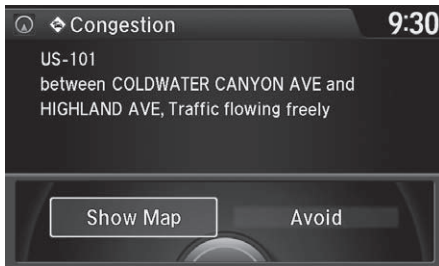 Congestion 9:30
US-101
between COLDWATER CANYON AVE and
HIGHLAND AVE, Traffic flowing freely
Show Map Avoid